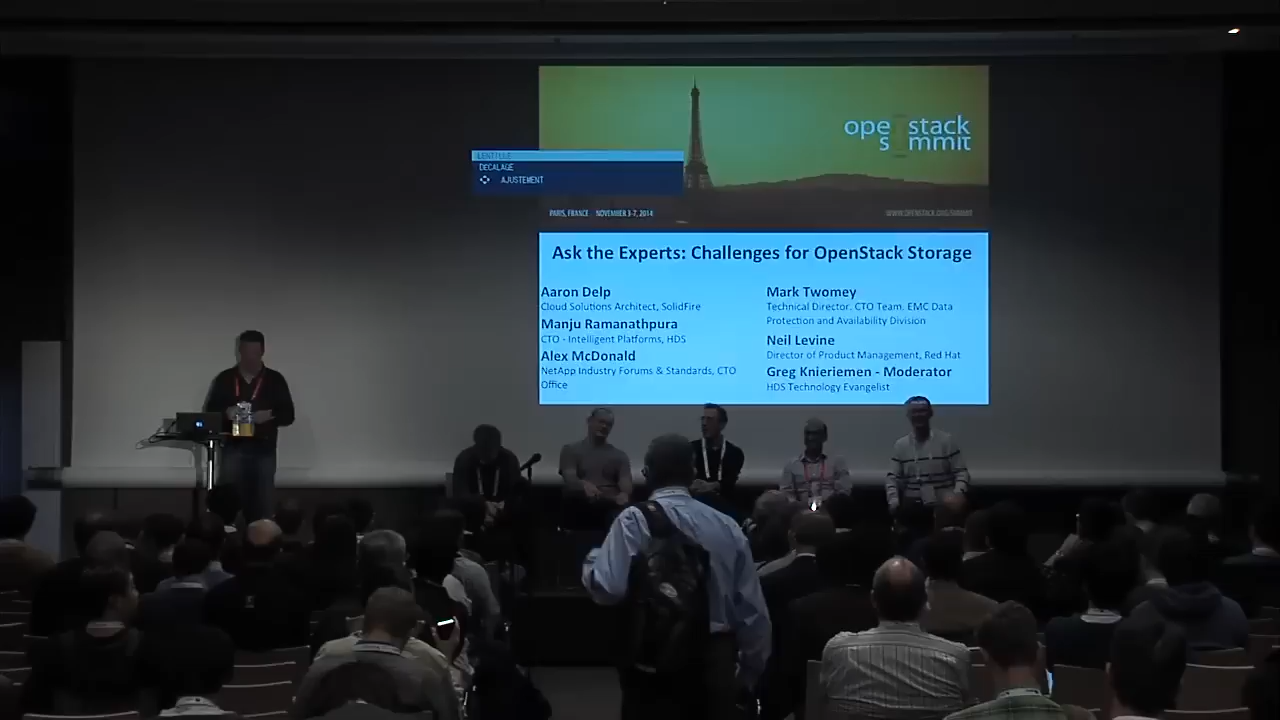 ope stack
s mmit
LENTILLE
DECALAGE
AJUSTEMENT
PARIS, FRANCE NOVEMBER 3-7, 2014
WWW.OPENSTACK.ORG/SUMMIT
Ask the Experts: Challenges for OpenStack Storage
Aaron Delp
Cloud Solutions Architect, SolidFire
Manju Ramanathpura
CTO - Intelligent Platforms, HDS
Alex McDonald
NetApp Industry Forums & Standards, CTO
Office
Mark Twomey
Technical Director. CTO Team. EMC Data
Protection and Availability Division
Neil Levine
Director of Product Management, Red Hat
Greg Knieriemen - Moderator
HDS Technology Evangelist